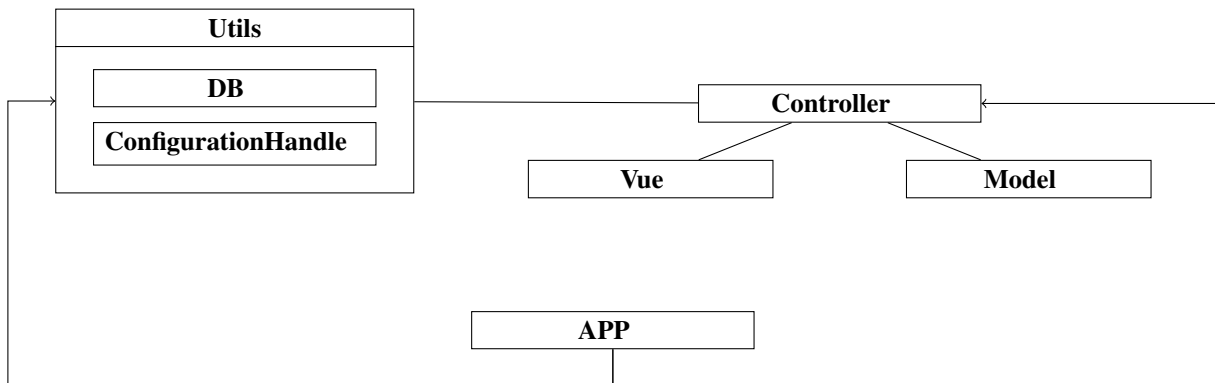 Utils
DB
ConfigurationHandle
Controller
Vue
Model
APP